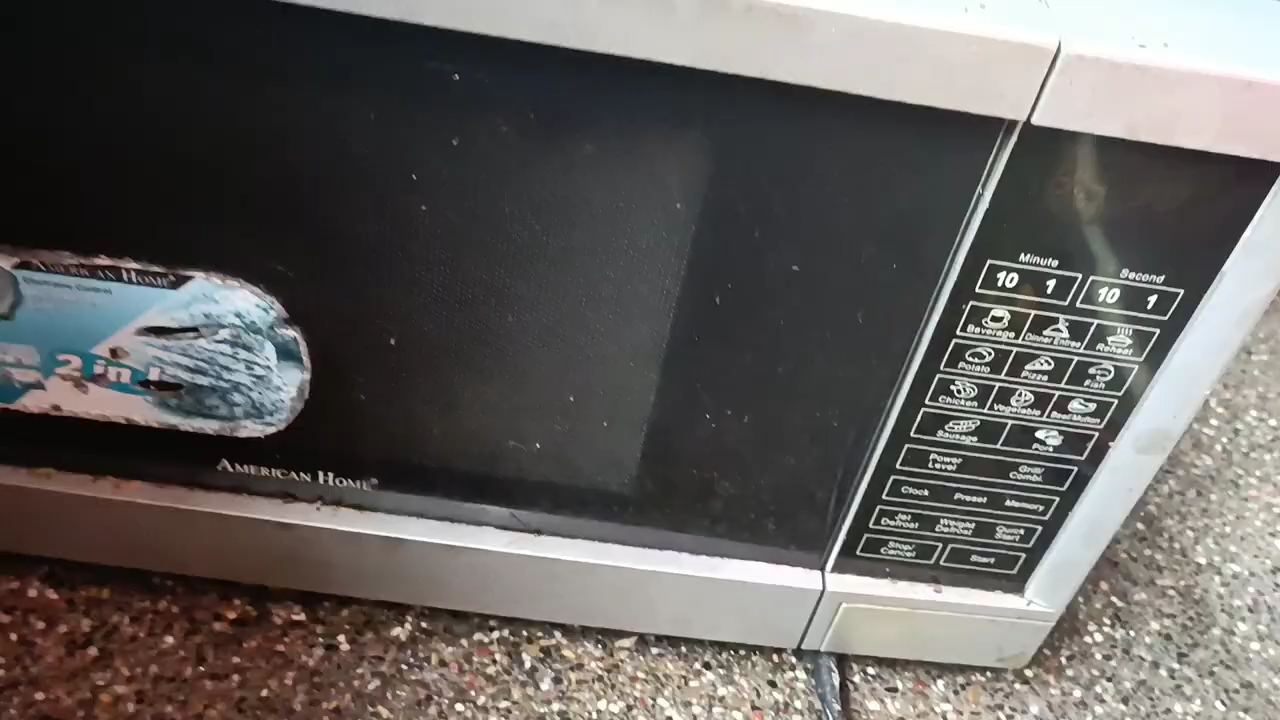 AMERICAN HOME®
2 in 1
AMERICAN HOME®
Minute Second
10 1 10 1
Beverage Dinner Entree Reheat
Potato Pizza Fish
Chicken Vegetable Beef/Mutton
Sausage Pork
Power Level Grill/ Combi.
Clock Preset Memory
Jet Defrost Weight Defrost Quick Start
Stop/ Cancel Start